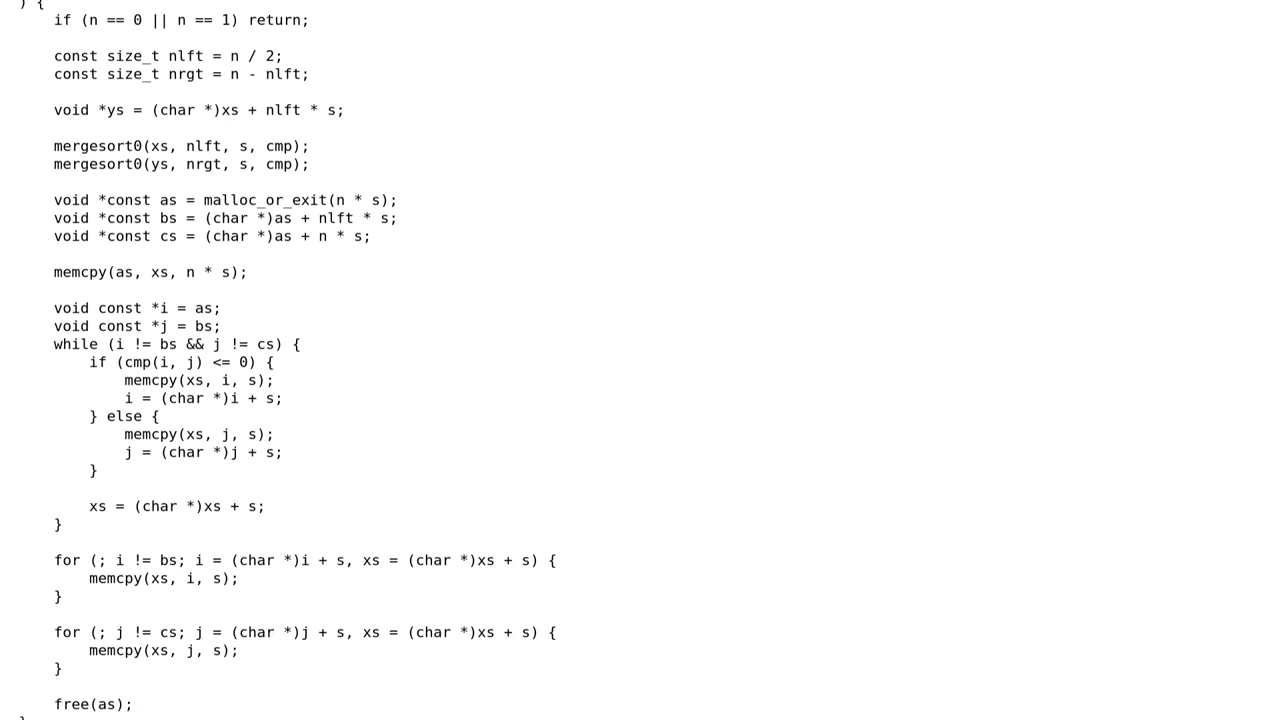 ) {
    if (n == 0 || n == 1) return;

    const size_t nlft = n / 2;
    const size_t nrgt = n - nlft;

    void *ys = (char *)xs + nlft * s;

    mergesort0(xs, nlft, s, cmp);
    mergesort0(ys, nrgt, s, cmp);

    void *const as = malloc_or_exit(n * s);
    void *const bs = (char *)as + nlft * s;
    void *const cs = (char *)as + n * s;

    memcpy(as, xs, n * s);

    void const *i = as;
    void const *j = bs;
    while (i != bs && j != cs) {
        if (cmp(i, j) <= 0) {
            memcpy(xs, i, s);
            i = (char *)i + s;
        } else {
            memcpy(xs, j, s);
            j = (char *)j + s;
        }

        xs = (char *)xs + s;
    }

    for (; i != bs; i = (char *)i + s, xs = (char *)xs + s) {
        memcpy(xs, i, s);
    }

    for (; j != cs; j = (char *)j + s, xs = (char *)xs + s) {
        memcpy(xs, j, s);
    }

    free(as);
}